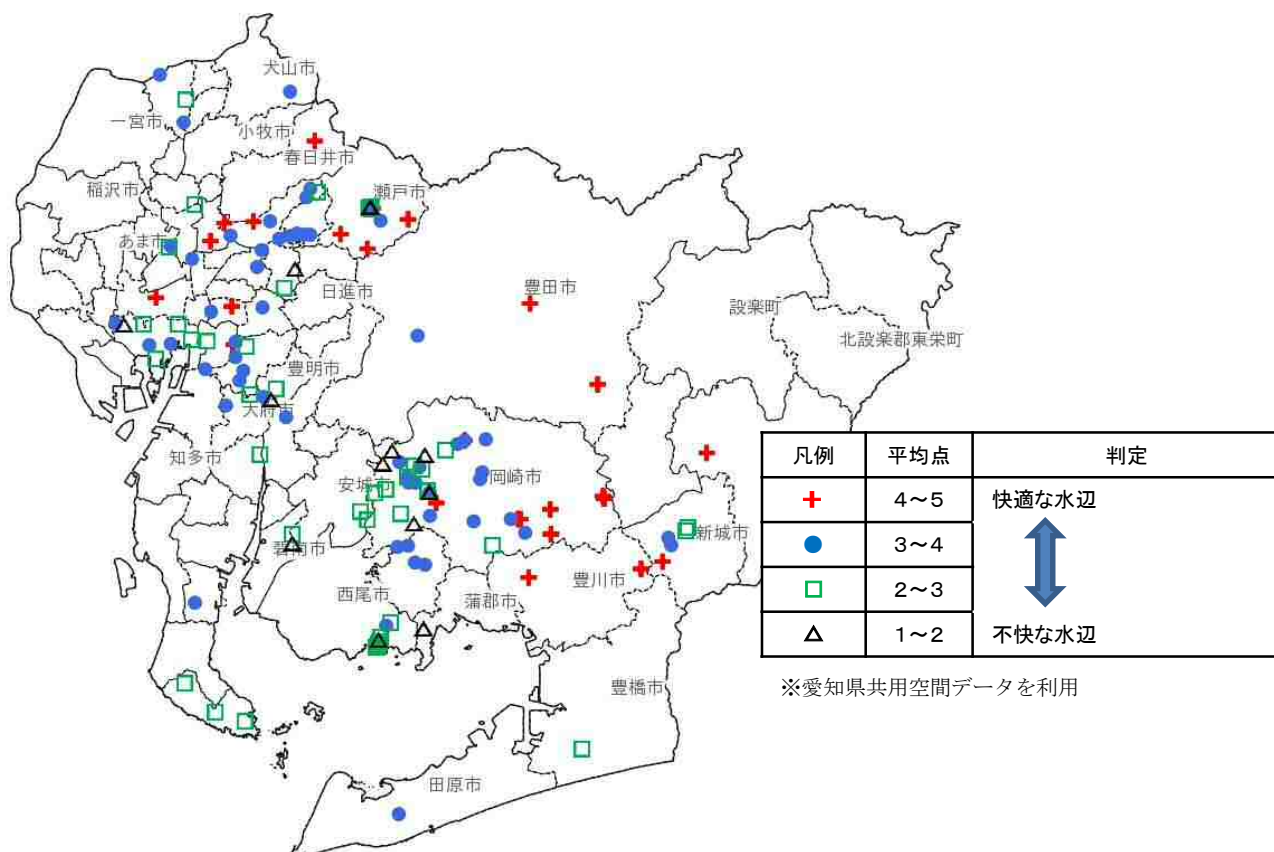 犬山市
一宮市
小牧市
春日井市
稲沢市
瀬戸市
あま市
日進市
豊田市
設楽町
北設楽郡東栄町
豊明市
大府市
知多市
安城市
岡崎市
碧南市
新城市
豊川市
西尾市
蒲郡市
豊橋市
田原市
凡例 平均点 判定
4～5 快適な水辺
3～4
2～3
1～2 不快な水辺
※愛知県共用空間データを利用